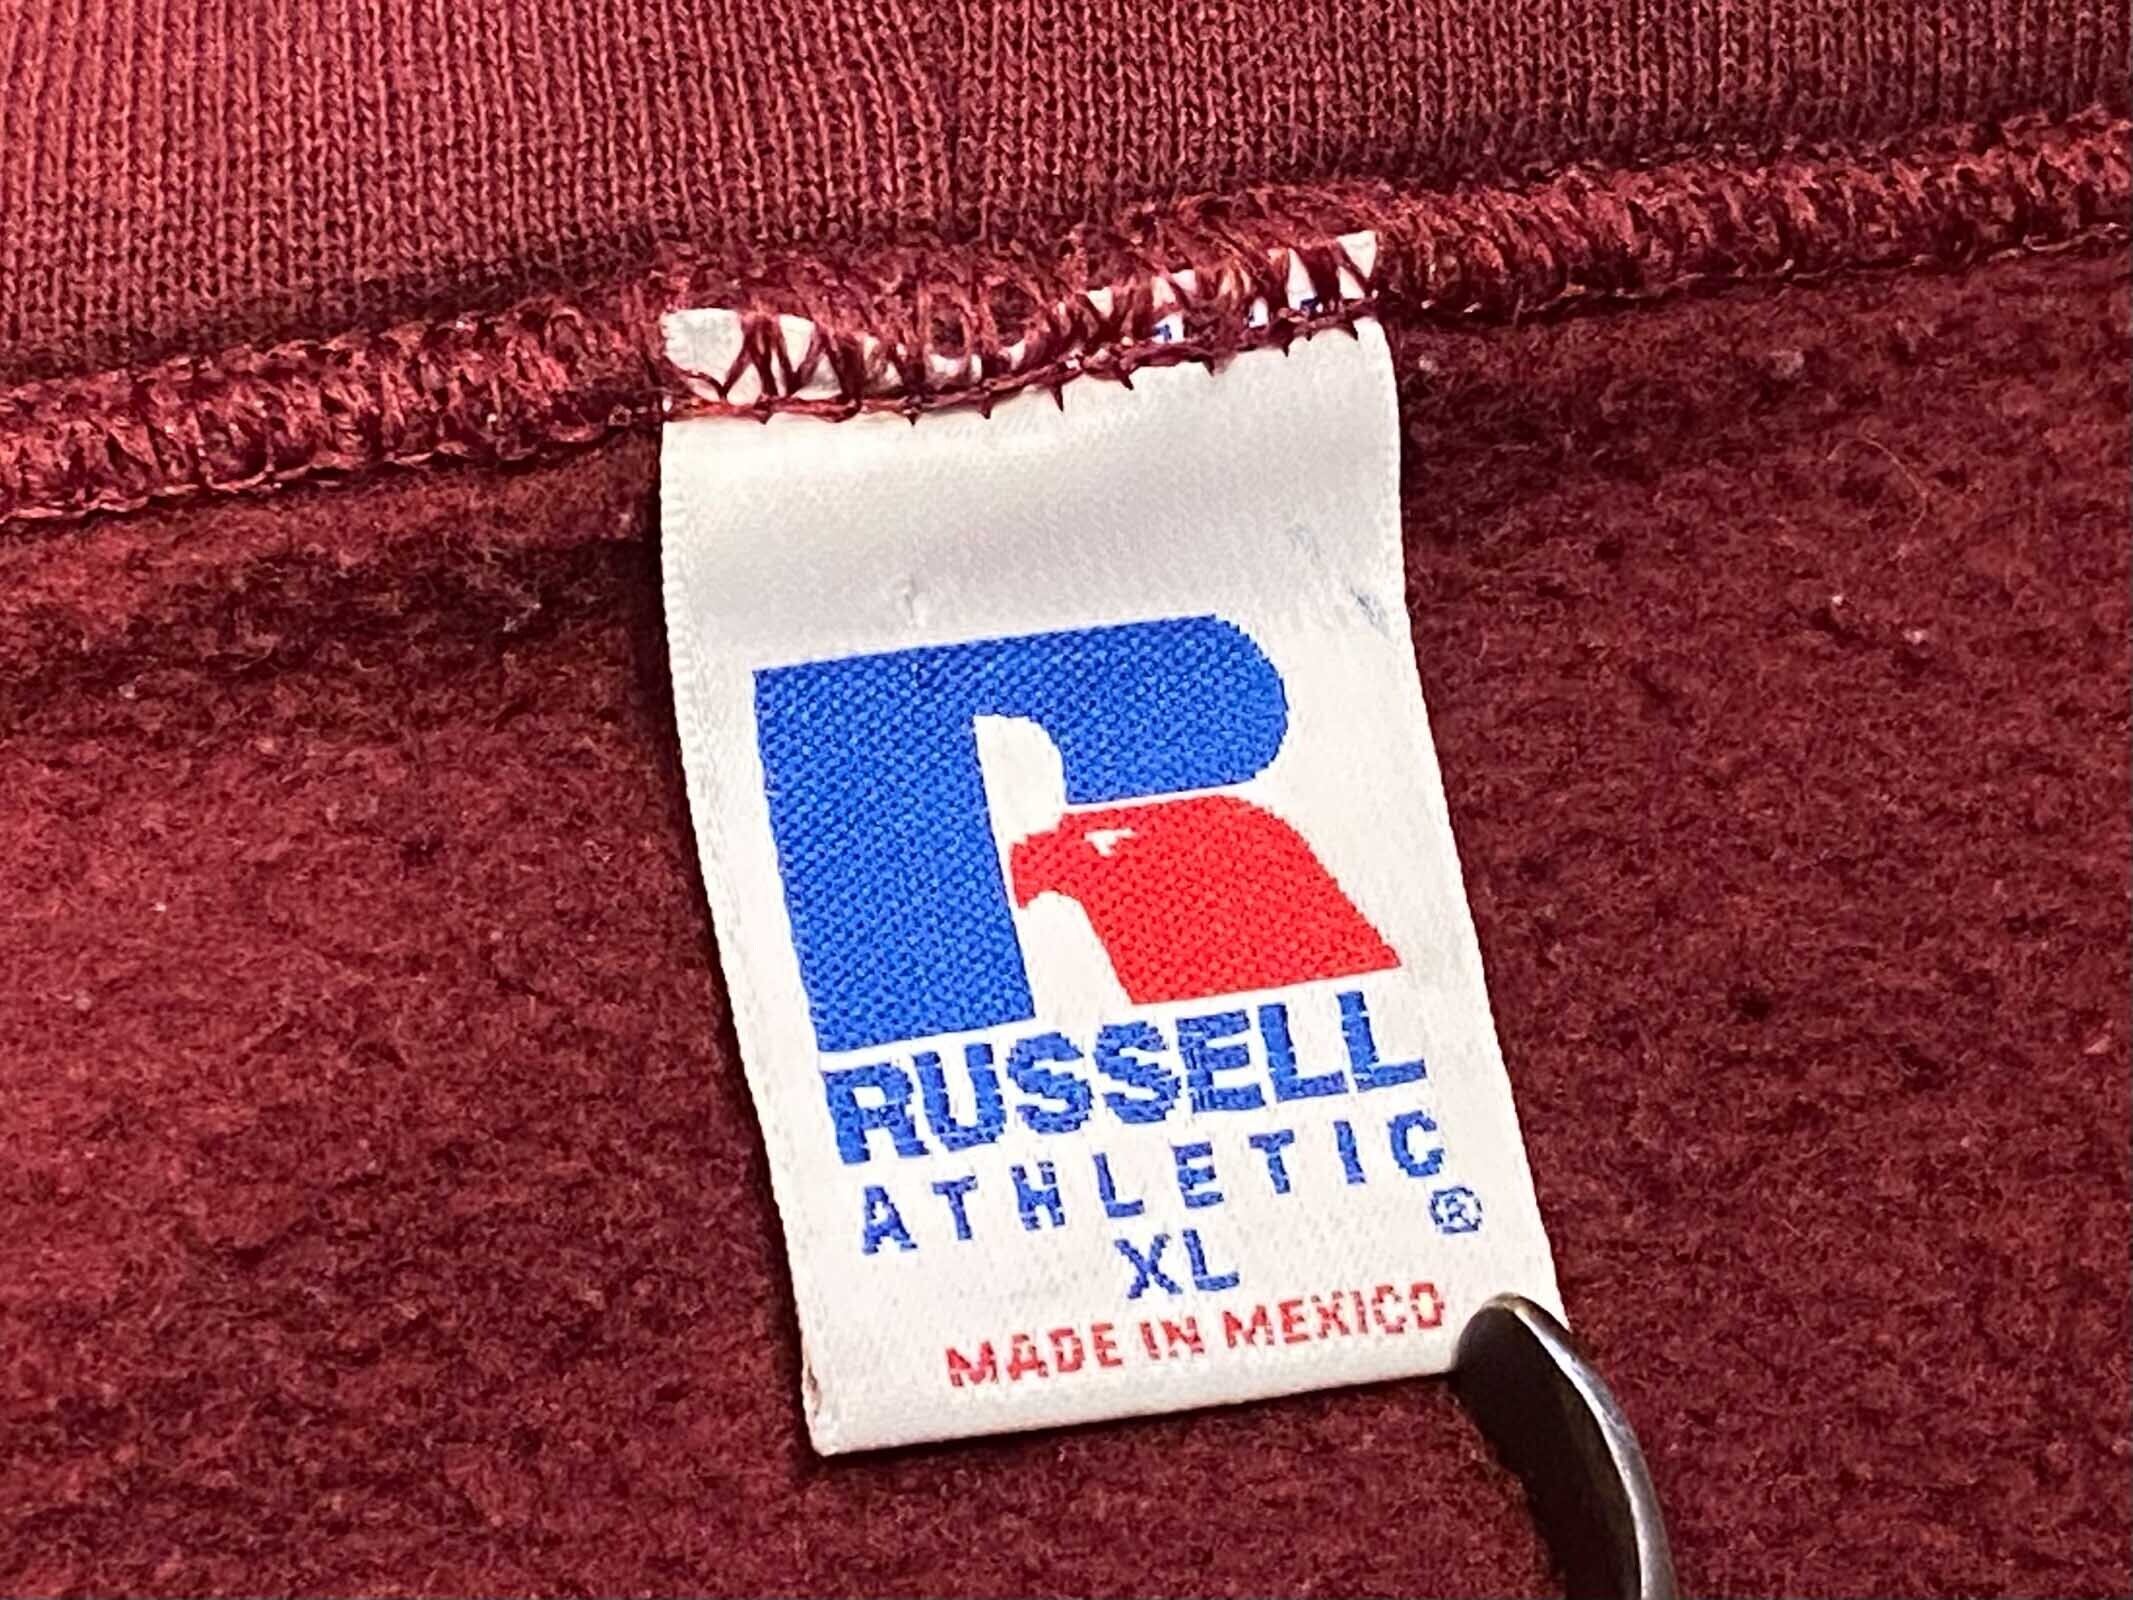 R
RUSSELL
ATHLETIC
®
XL
MADE IN MEXICO